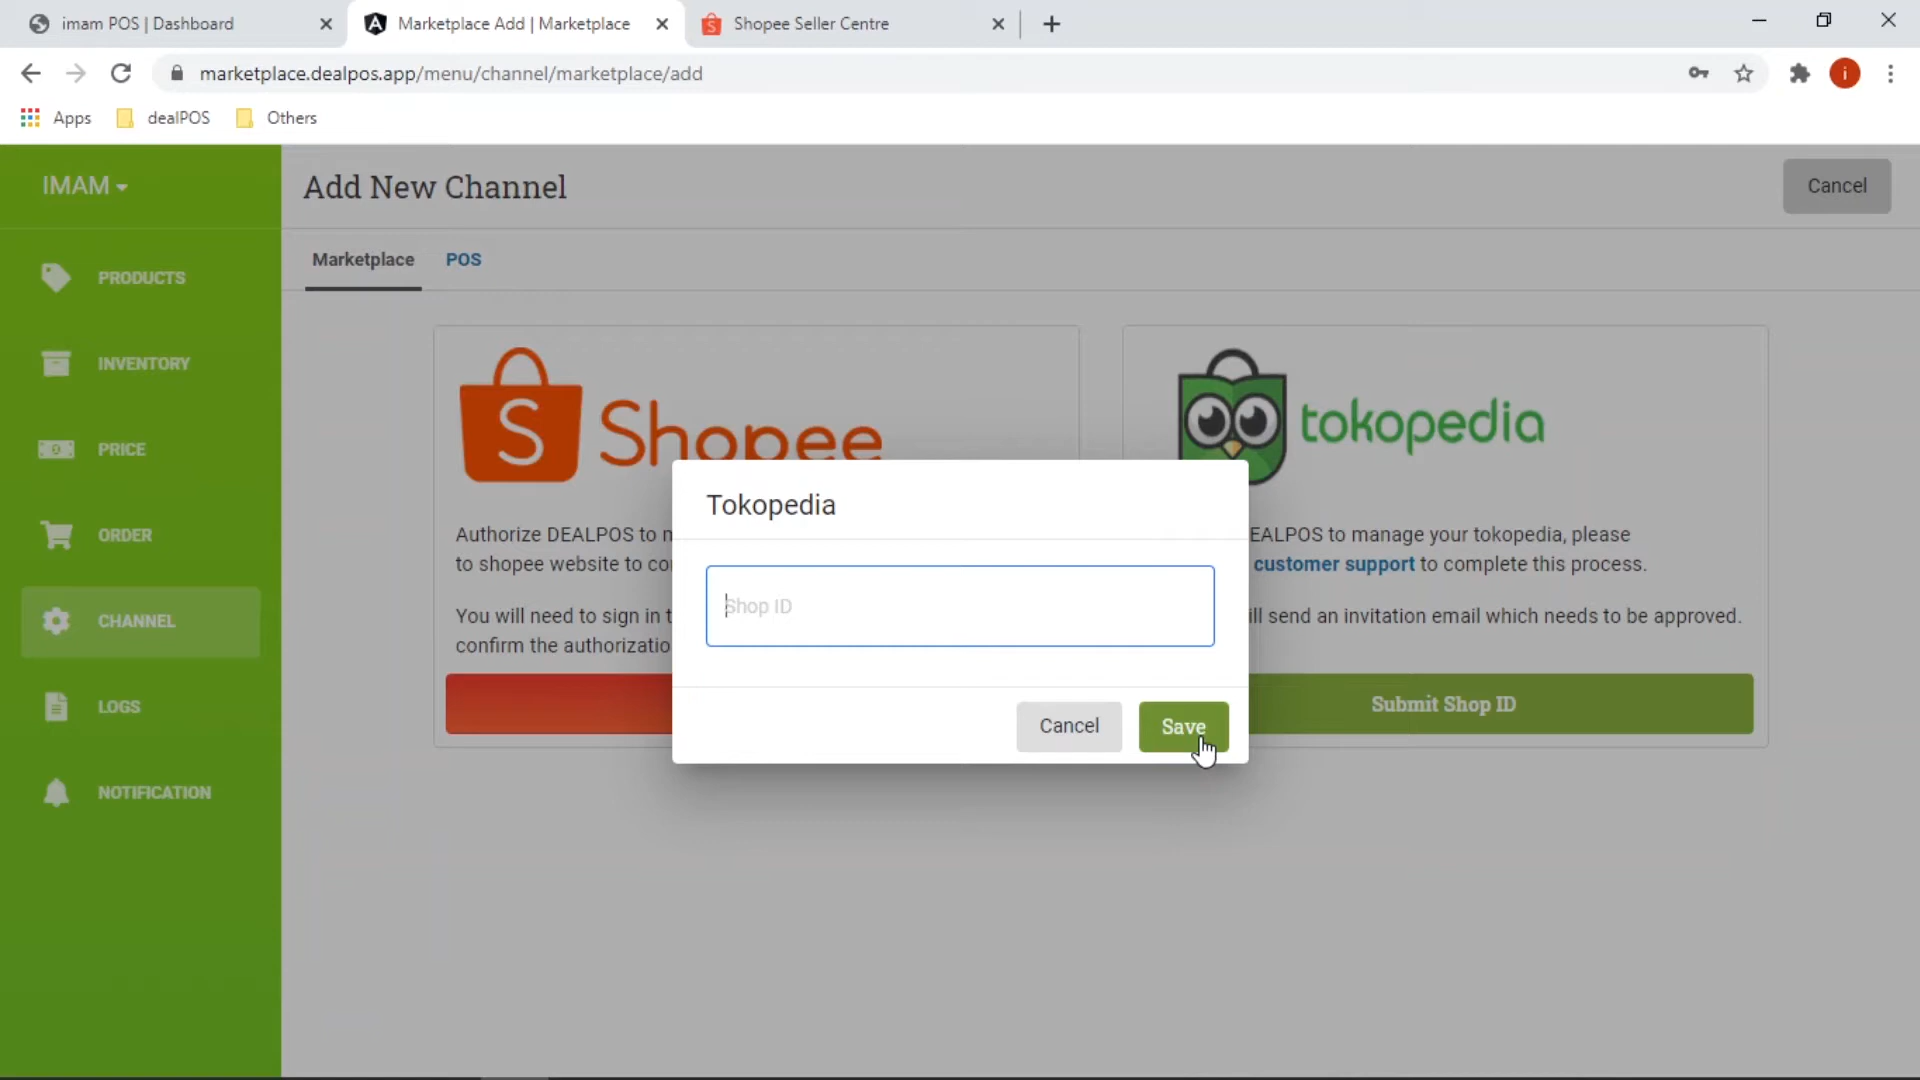 imam POS | Dashboard
Marketplace Add | Marketplace
Shopee Seller Centre
marketplace.dealpos.app/menu/channel/marketplace/add
i
Apps
dealPOS
Others
IMAM
Add New Channel
Cancel
Marketplace
POS
PRODUCTS
INVENTORY
PRICE
ORDER
CHANNEL
LOGS
NOTIFICATION
Shopee
tokopedia
Authorize DEALPOS to
to shopee website to
You will need to sign in
confirm the
Tokopedia
Shop ID
Cancel
Save
DEALPOS to manage your tokopedia, please
customer support to complete this process.
send an invitation email which needs to be approved.
Submit Shop ID